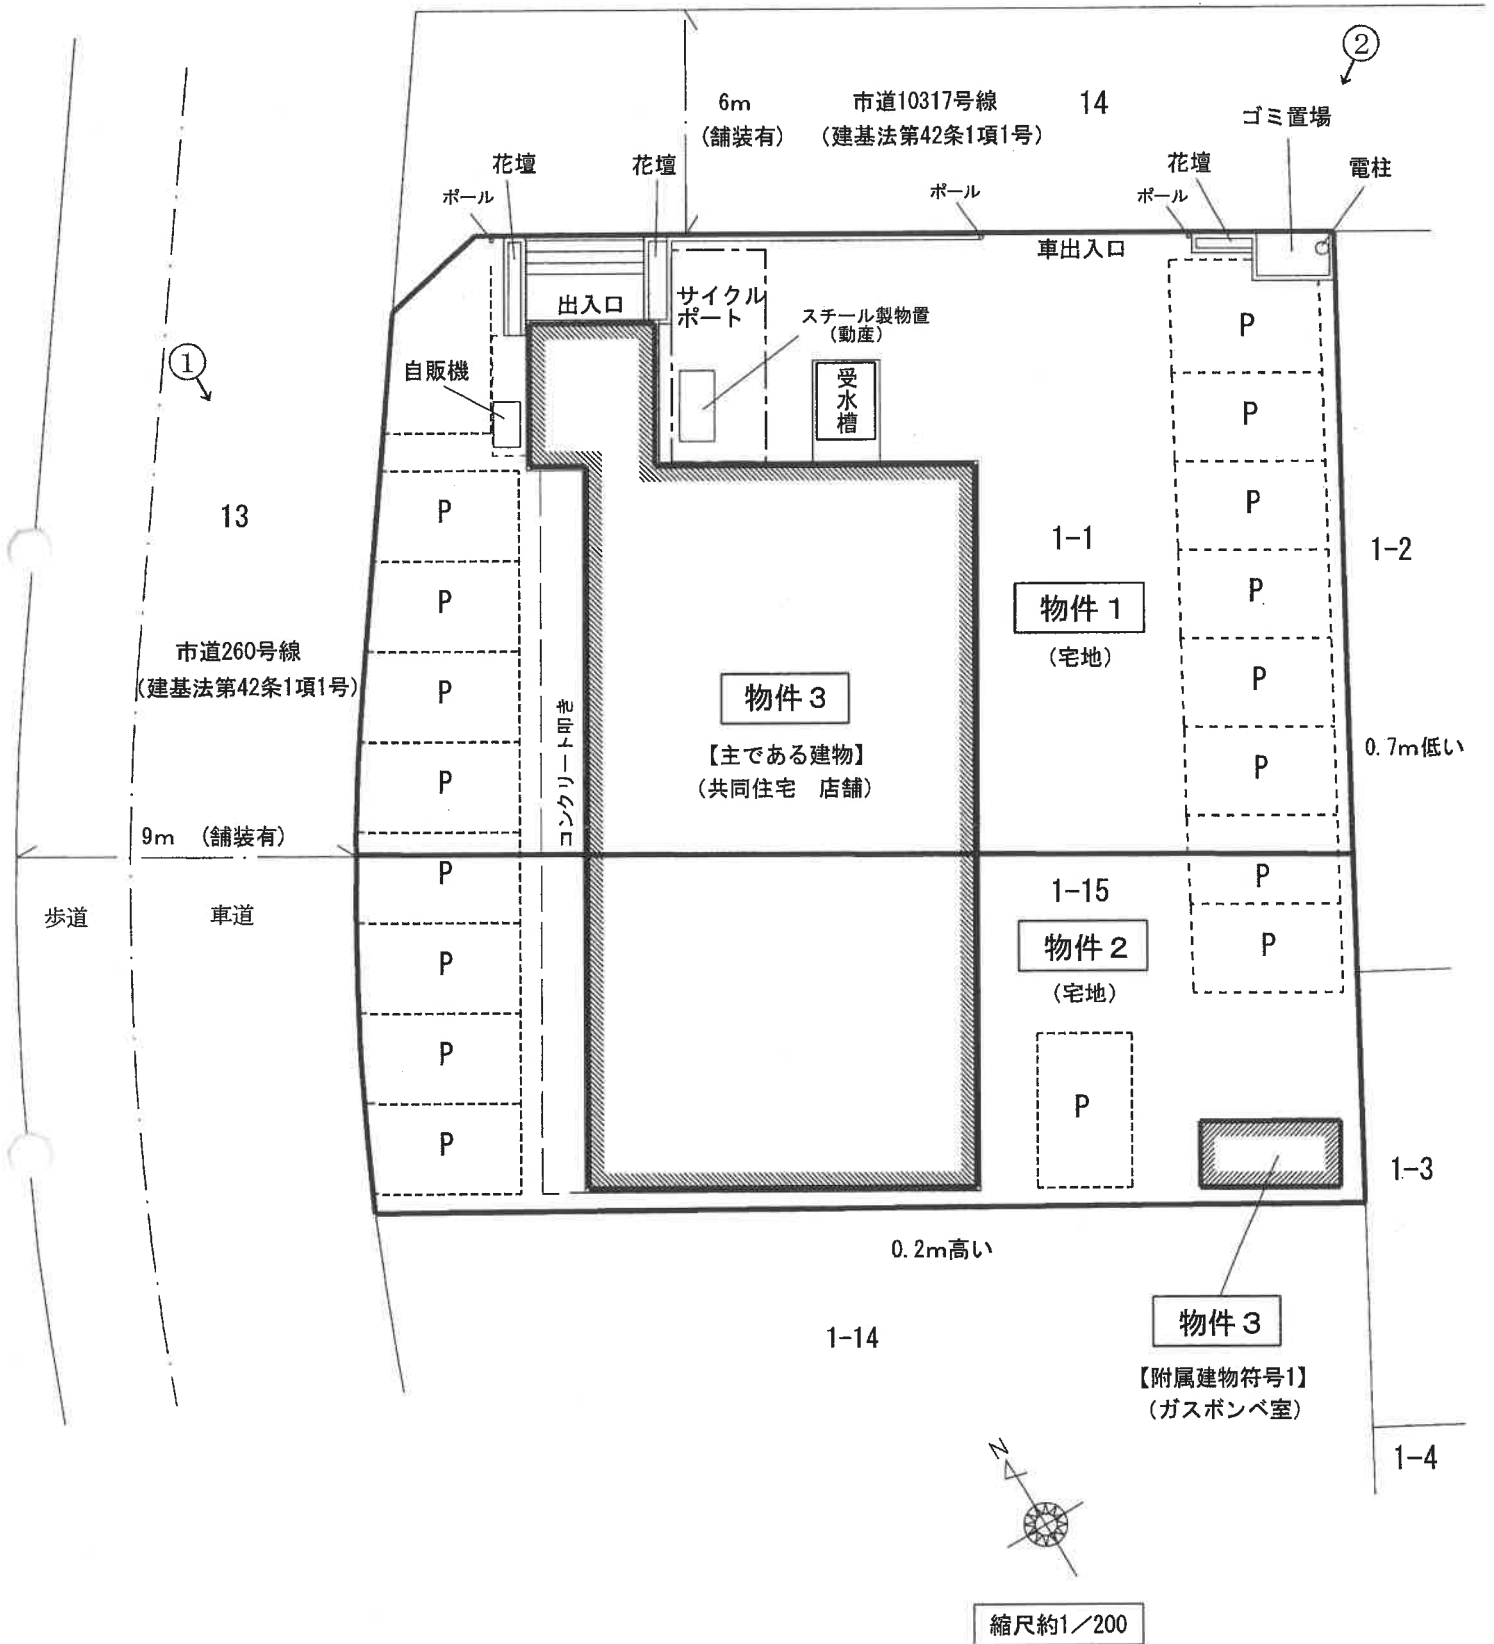 ②
6m
市道10317号線
14
(舗装有)
(建基法第42条1項1号)
ゴミ置場
花壇
花壇
花壇
電柱
ポール
ポール
ポール
車出入口
出入口
サイクル
ポート
スチール製物置
(動産)
P
①
自販機
受水槽
P
13
P
P
1-1
1-2
P
P
物件1
(宅地)
市道260号線
(建基法第42条1項1号)
P
P
物件3
【主である建物】
(共同住宅 店舗)
コンクリート叩き
0.7m低い
P
P
9m (舗装有)
P
P
1-15
歩道
車道
物件2
P
(宅地)
P
P
P
P
1-3
0.2m高い
物件3
1-14
【附属建物符号1】
(ガスボンベ室)
1-4
N
縮尺約1/200